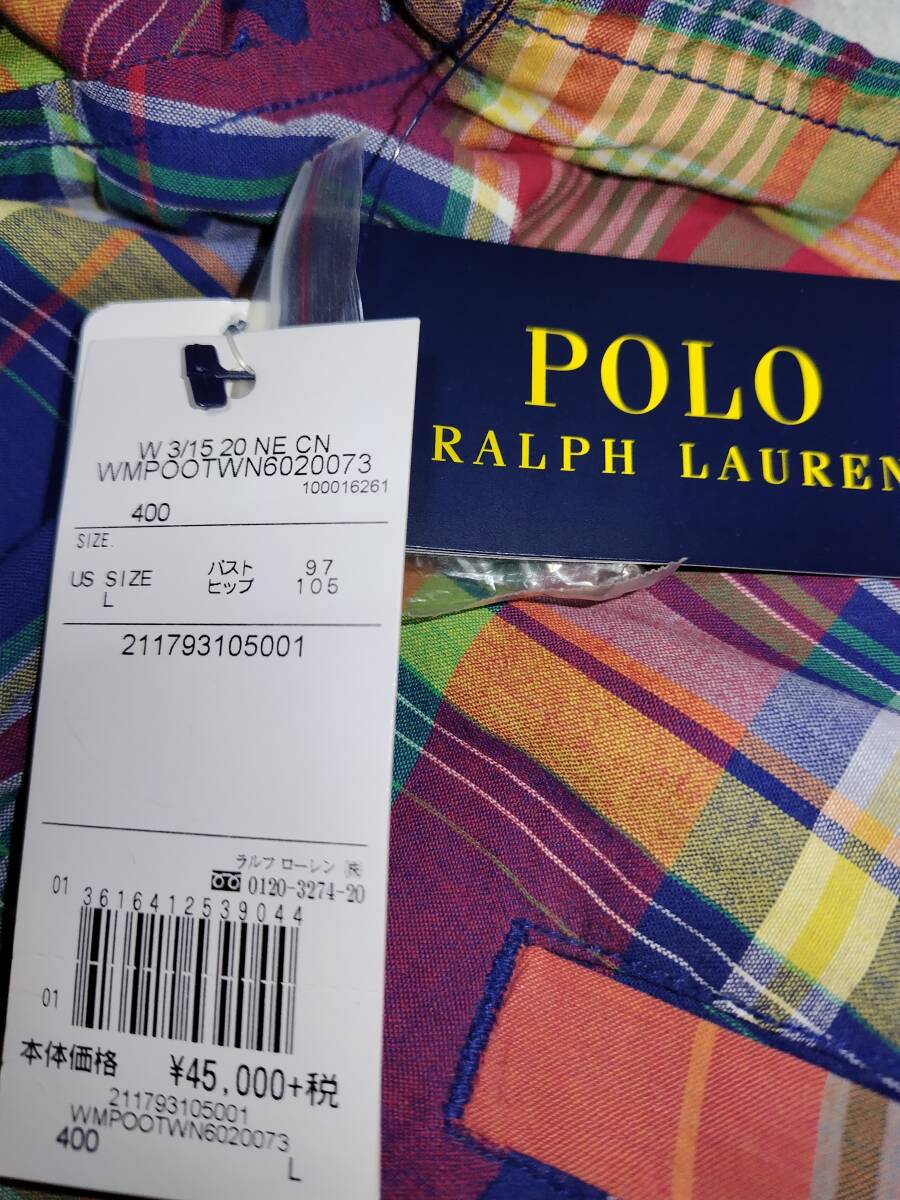 POLO
RALPH LAUREN
W 3/15 20 NE CN
WMPOOTWN6020073
100016261
400
SIZE.
US SIZE バスト 97
L ヒップ 105
211793105001
ラルフ ローレン ㈱
0120-3274-20
01 3616412539044
01
本体価格 ¥45,000+税
211793105001
WMPOOTWN6020073
400 L